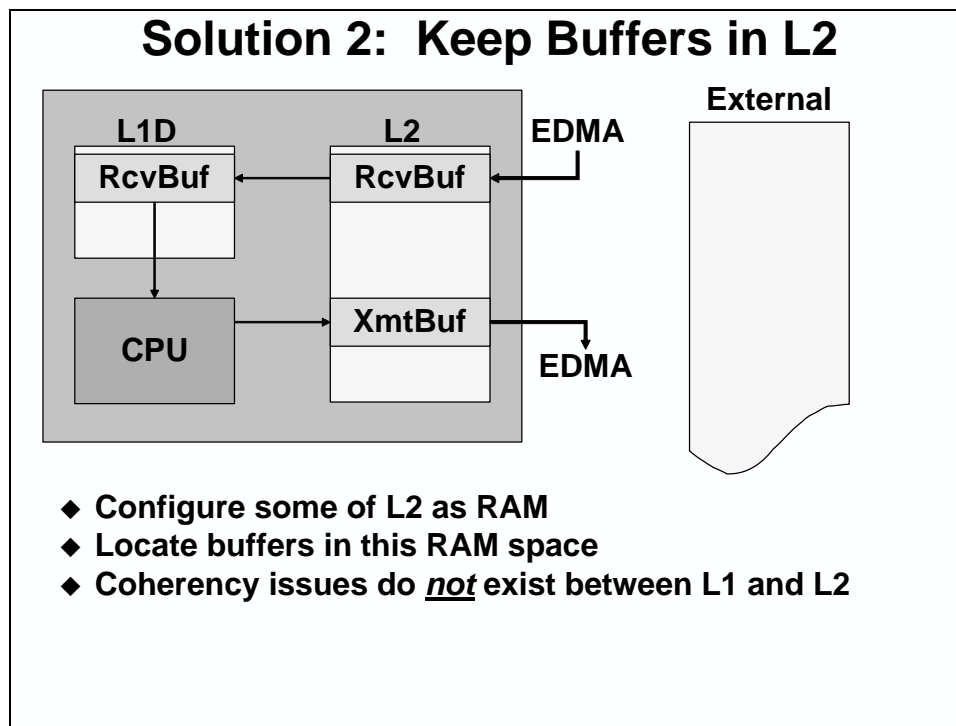 Solution 2: Keep Buffers in L2
External
L1D
L2
EDMA
RcvBuf
RcvBuf
XmtBuf
CPU
EDMA
◆ Configure some of L2 as RAM
◆ Locate buffers in this RAM space
◆ Coherency issues do not exist between L1 and L2